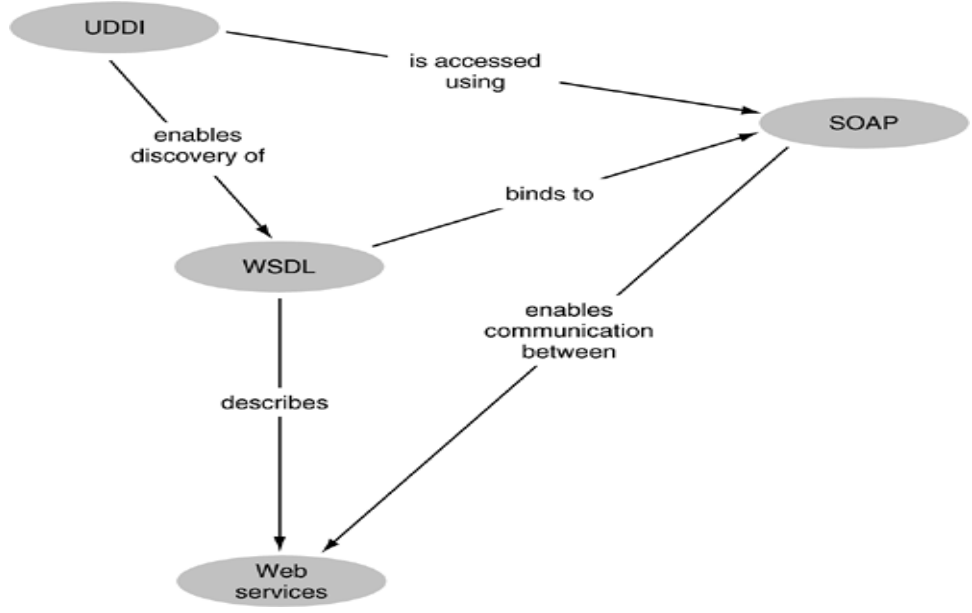 UDDI
is accessed
using
SOAP
enables
discovery of
binds to
WSDL
enables
communication
between
describes
Web
services